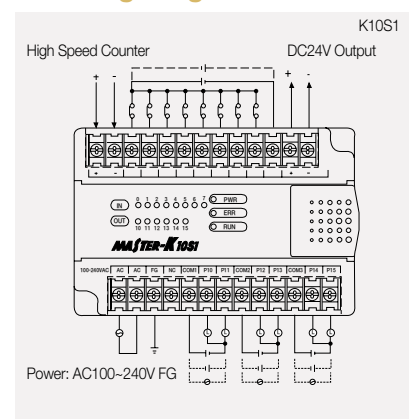 K10S1
High Speed Counter DC24V Output
+ - + -
+ - + -
0 1 2 3 4 5 6 7
IN PWR
ERR
OUT RUN
10 11 12 13 14 15
MASTER-K 10S1
100-240VAC AC AC FG NC COM1 P10 P11 COM2 P12 P13 COM3 P14 P15
L L L L L L
Power: AC100~240V FG